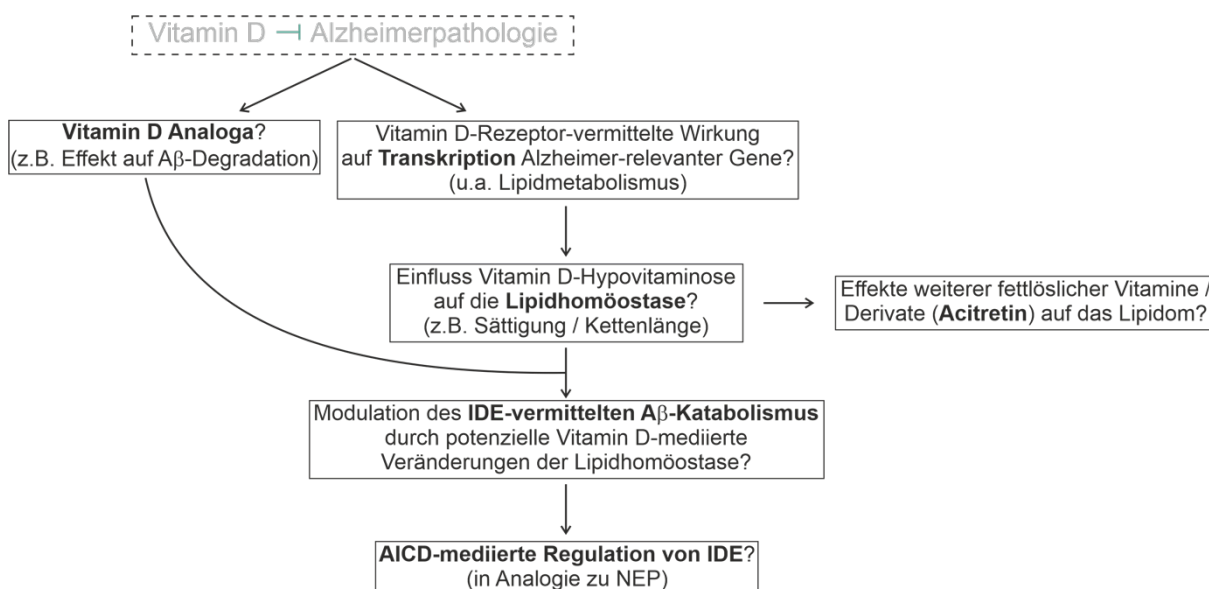 Vitamin D ⊣ Alzheimerpathologie
Vitamin D Analoga?
(z.B. Effekt auf Aβ-Degradation)
Vitamin D-Rezeptor-vermittelte Wirkung
auf Transkription Alzheimer-relevanter Gene?
(u.a. Lipidmetabolismus)
Einfluss Vitamin D-Hypovitaminose
auf die Lipidhomöostase?
(z.B. Sättigung / Kettenlänge)
Effekte weiterer fettlöslicher Vitamine /
Derivate (Acitretin) auf das Lipidom?
Modulation des IDE-vermittelten Aβ-Katabolismus
durch potenzielle Vitamin D-mediierte
Veränderungen der Lipidhomöostase?
AICD-mediierte Regulation von IDE?
(in Analogie zu NEP)